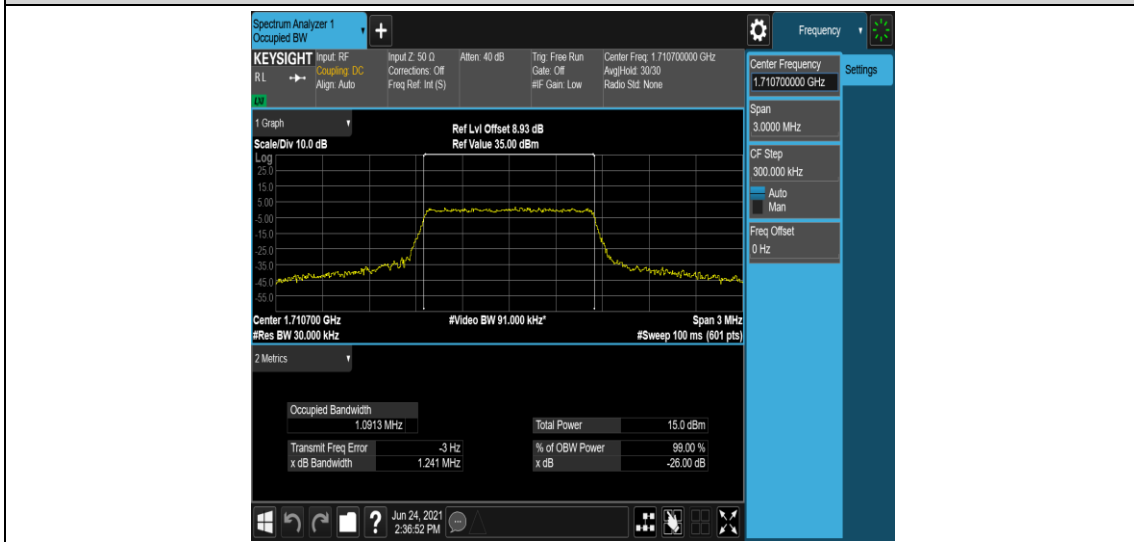 Spectrum Analyzer 1
Occupied BW
+
Frequency
KEYSIGHT
RL
LXI
Input: RF
Coupling: DC
Align: Auto
Input Z: 50 Ω
Corrections: Off
Freq Ref: Int (S)
Atten: 40 dB
Trig: Free Run
Gate: Off
#IF Gain: Low
Center Freq: 1.710700000 GHz
Avg|Hold: 30/30
Radio Std: None
Center Frequency
1.710700000 GHz
Settings
Span
3.0000 MHz
CF Step
300.000 kHz
Auto
Man
Freq Offset
0 Hz
1 Graph
Scale/Div 10.0 dB
Ref Lvl Offset 8.93 dB
Ref Value 35.00 dBm
Log
25.0
15.0
5.00
-5.00
-15.0
-25.0
-35.0
-45.0
-55.0
Center 1.710700 GHz
#Res BW 30.000 kHz
#Video BW 91.000 kHz*
Span 3 MHz
#Sweep 100 ms (601 pts)
2 Metrics
Occupied Bandwidth
1.0913 MHz
Total Power 15.0 dBm
Transmit Freq Error -3 Hz
% of OBW Power 99.00 %
x dB Bandwidth 1.241 MHz
x dB -26.00 dB
?
Jun 24, 2021
2:36:52 PM